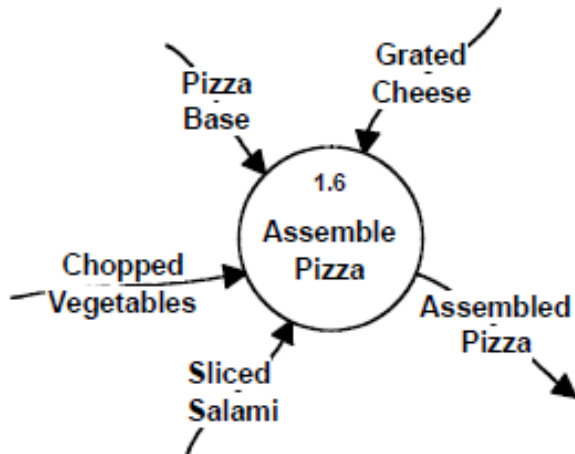 Pizza
Base
Grated
Cheese
1.6
Assemble
Pizza
Chopped
Vegetables
Assembled
Pizza
Sliced
Salami